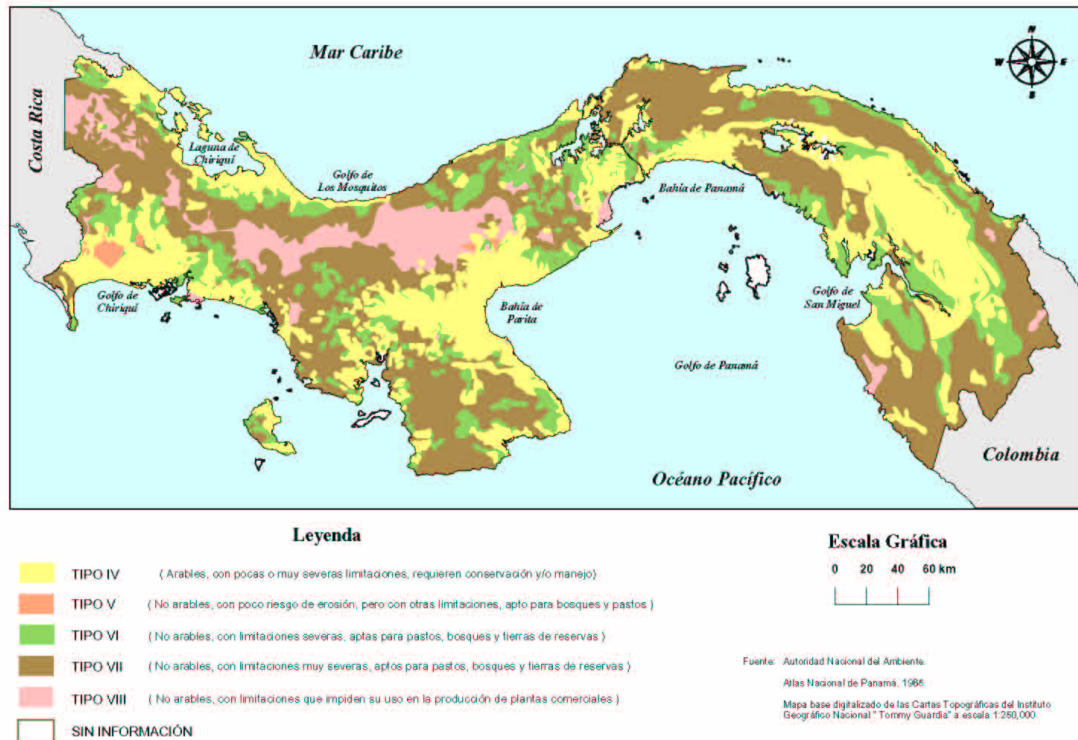 Mar Caribe
N
W E
S
Costa Rica
Laguna de
Chiriquí
Golfo de
Los Mosquitos
Bahía de Panamá
Golfo de
Chiriquí
Bahía de
Parita
Golfo de
San Miguel
Golfo de Panamá
Colombia
Océano Pacífico
Leyenda
TIPO IV ( Arables, con pocas o muy severas limitaciones, requieren conservación y/o manejo)
TIPO V ( No arables, con poco riesgo de erosión, pero con otras limitaciones, apto para bosques y pastos )
TIPO VI ( No arables, con limitaciones severas, aptas para pastos, bosques y tierras de reservas )
TIPO VII ( No arables, con limitaciones muy severas, aptos para pastos, bosques y tierras de reservas )
TIPO VIII ( No arables, con limitaciones que impiden su uso en la producción de plantas comerciales )
SIN INFORMACIÓN
Escala Gráfica
0 20 40 60 km
Fuente: Autoridad Nacional del Ambiente.
Atlas Nacional de Panamá, 1988.
Mapa base digitalizado de las Cartas Topográficas del Instituto
Geográfico Nacional " Tommy Guardia" a escala 1:250,000.